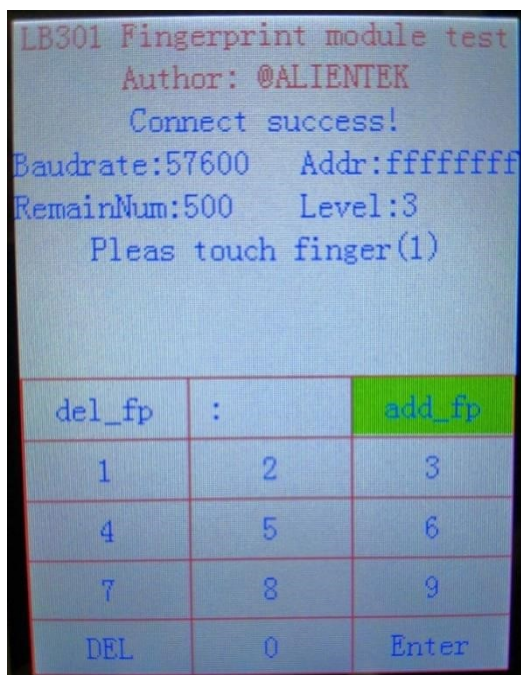 LB301 Fingerprint module test
Author: @ALIENTEK
Connect success!
Baudrate:57600 Addr:ffffffff
RemainNum:500 Level:3
Pleas touch finger(1)
del_fp : add_fp
1 2 3
4 5 6
7 8 9
DEL 0 Enter